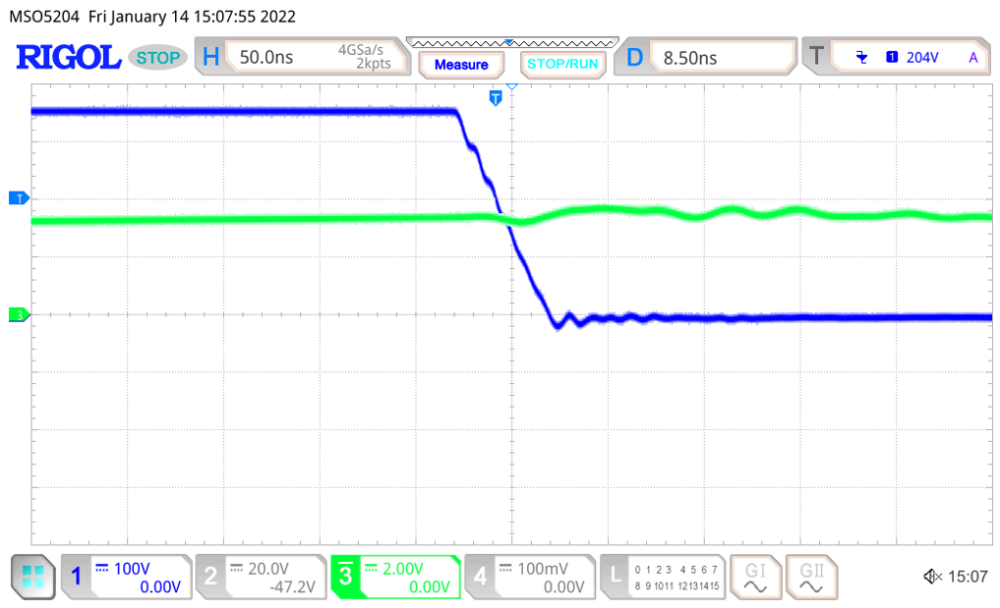 MSO5204 Fri January 14 15:07:55 2022
RIGOL STOP H 50.0ns 4GSa/s 2kpts Measure STOP/RUN D 8.50ns T 1 204V A
T
T
3
1 100V 0.00V 2 20.0V -47.2V 3 2.00V 0.00V 4 100mV 0.00V L 0 1 2 3 4 5 6 7 8 9 10 11 12 13 14 15 GI GII 15:07